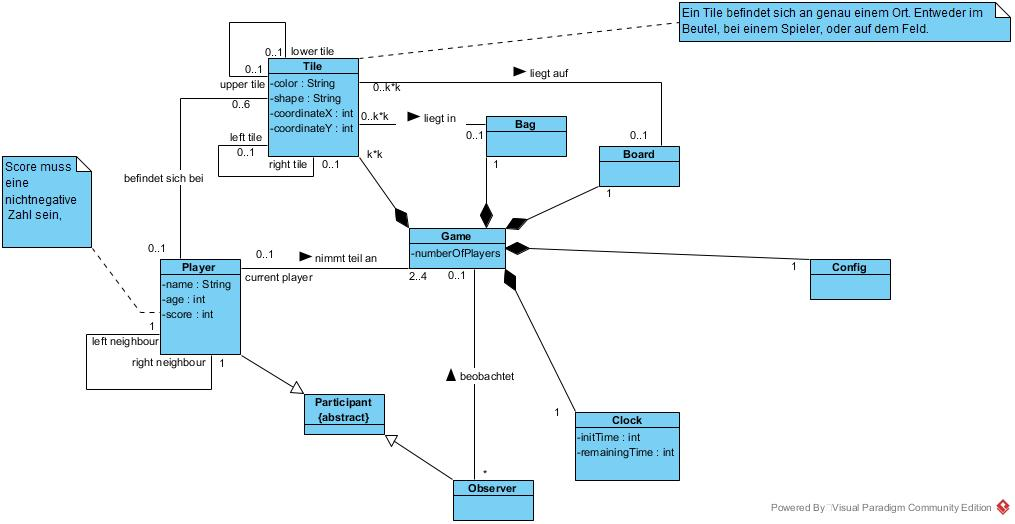 Ein Tile befindet sich an genau einem Ort. Entweder im
Beutel, bei einem Spieler, oder auf dem Feld.
0..1
lower tile
0..1
upper tile
Tile
-color : String
-shape : String
-coordinateX : int
-coordinateY : int
liegt auf
0..k*k
0..1
0..6
0..k*k
liegt in
0..1
Bag
1
left tile
0..1
right tile
0..1
k*k
Board
1
Score muss
eine
nichtnegative
Zahl sein,
befindet sich bei
Game
-numberOfPlayers
0..1
0..1
nimmt teil an
current player
2..4
0..1
Player
-name : String
-age : int
-score : int
1
Config
1
left neighbour
right neighbour
1
beobachtet
Participant
{abstract}
1
Clock
-initTime : int
-remainingTime : int
*
Observer
Powered By Visual Paradigm Community Edition